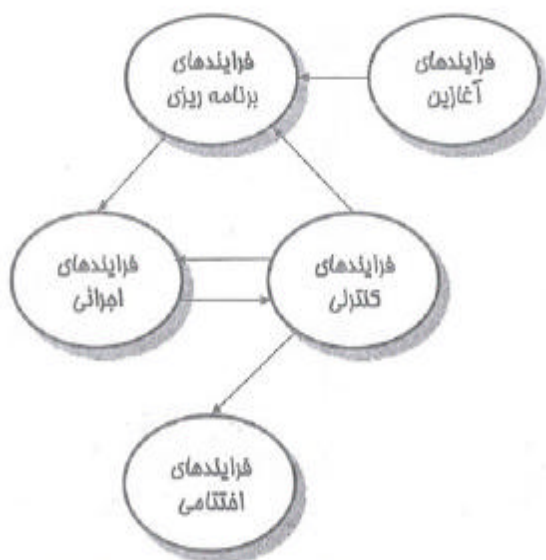 فرایندهای
آغازین
فرایندهای
برنامه ریزی
فرایندهای
کنترلی
فرایندهای
اجرائی
فرایندهای
اختتامی